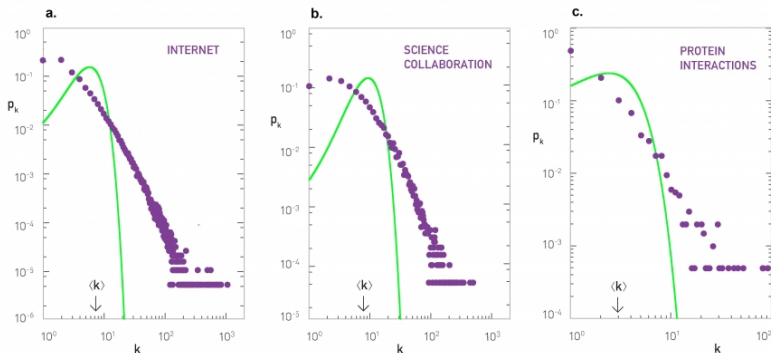 a.
INTERNET
10⁰
10⁻¹
10⁻²
10⁻³
10⁻⁴
10⁻⁵
10⁻⁶
pₖ
⟨k⟩
10⁰
10¹
10²
10³
k
b.
SCIENCE
COLLABORATION
10⁰
10⁻¹
10⁻²
10⁻³
10⁻⁴
10⁻⁵
pₖ
⟨k⟩
10⁰
10¹
10²
10³
k
c.
PROTEIN
INTERACTIONS
10⁰
10⁻¹
10⁻²
10⁻³
10⁻⁴
pₖ
⟨k⟩
10⁰
10¹
k